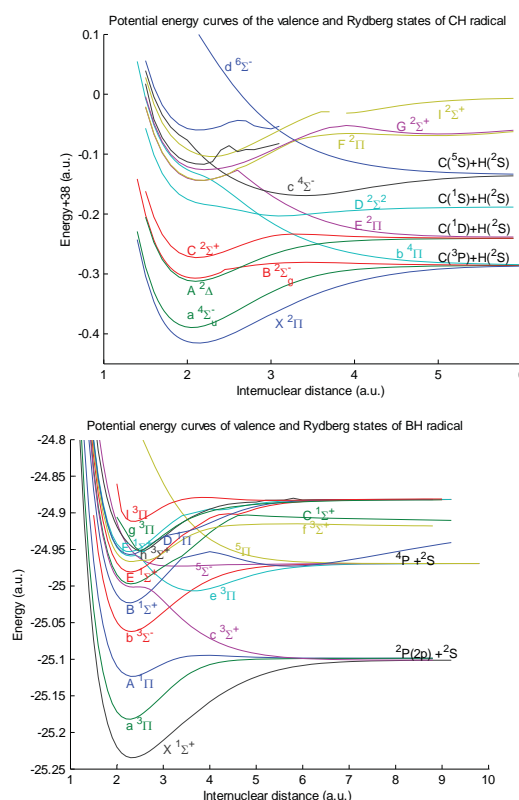 Potential energy curves of the valence and Rydberg states of CH radical
0.1
d ⁶Σ⁻
0
I ²Σ⁺
G ²Σ⁺
F ²Π
-0.1
C(⁵S)+H(²S)
c ⁴Σ⁻
C(¹S)+H(²S)
D ²Σ²
-0.2
E ²Π
C(¹D)+H(²S)
C ²Σ⁺
b ⁴Π
C(³P)+H(²S)
B ²Σ⁻g
-0.3
A ²Δ
a ⁴Σ⁻u
X ²Π
-0.4
Energy+38 (a.u.)
1 2 3 4 5 6
Internuclear distance (a.u.)
Potential energy curves of valence and Rydberg states of BH radical
-24.8
-24.85
I ³Π
C ¹Σ⁺
g ³Π
-24.9
f ³Σ⁺
D ¹Π
⁵Π
-24.95
h ³Σ⁺
⁴P +²S
E ¹Σ⁺
⁵Σ⁻
-25
B ¹Σ⁺
e ³Π
b ³Σ⁻
c ³Σ⁺
-25.05
-25.1
²P(2p) +²S
A ¹Π
-25.15
a ³Π
-25.2
X ¹Σ⁺
-25.25
Energy (a.u.)
1 2 3 4 5 6 7 8 9 10
Internuclear distance (a.u.)